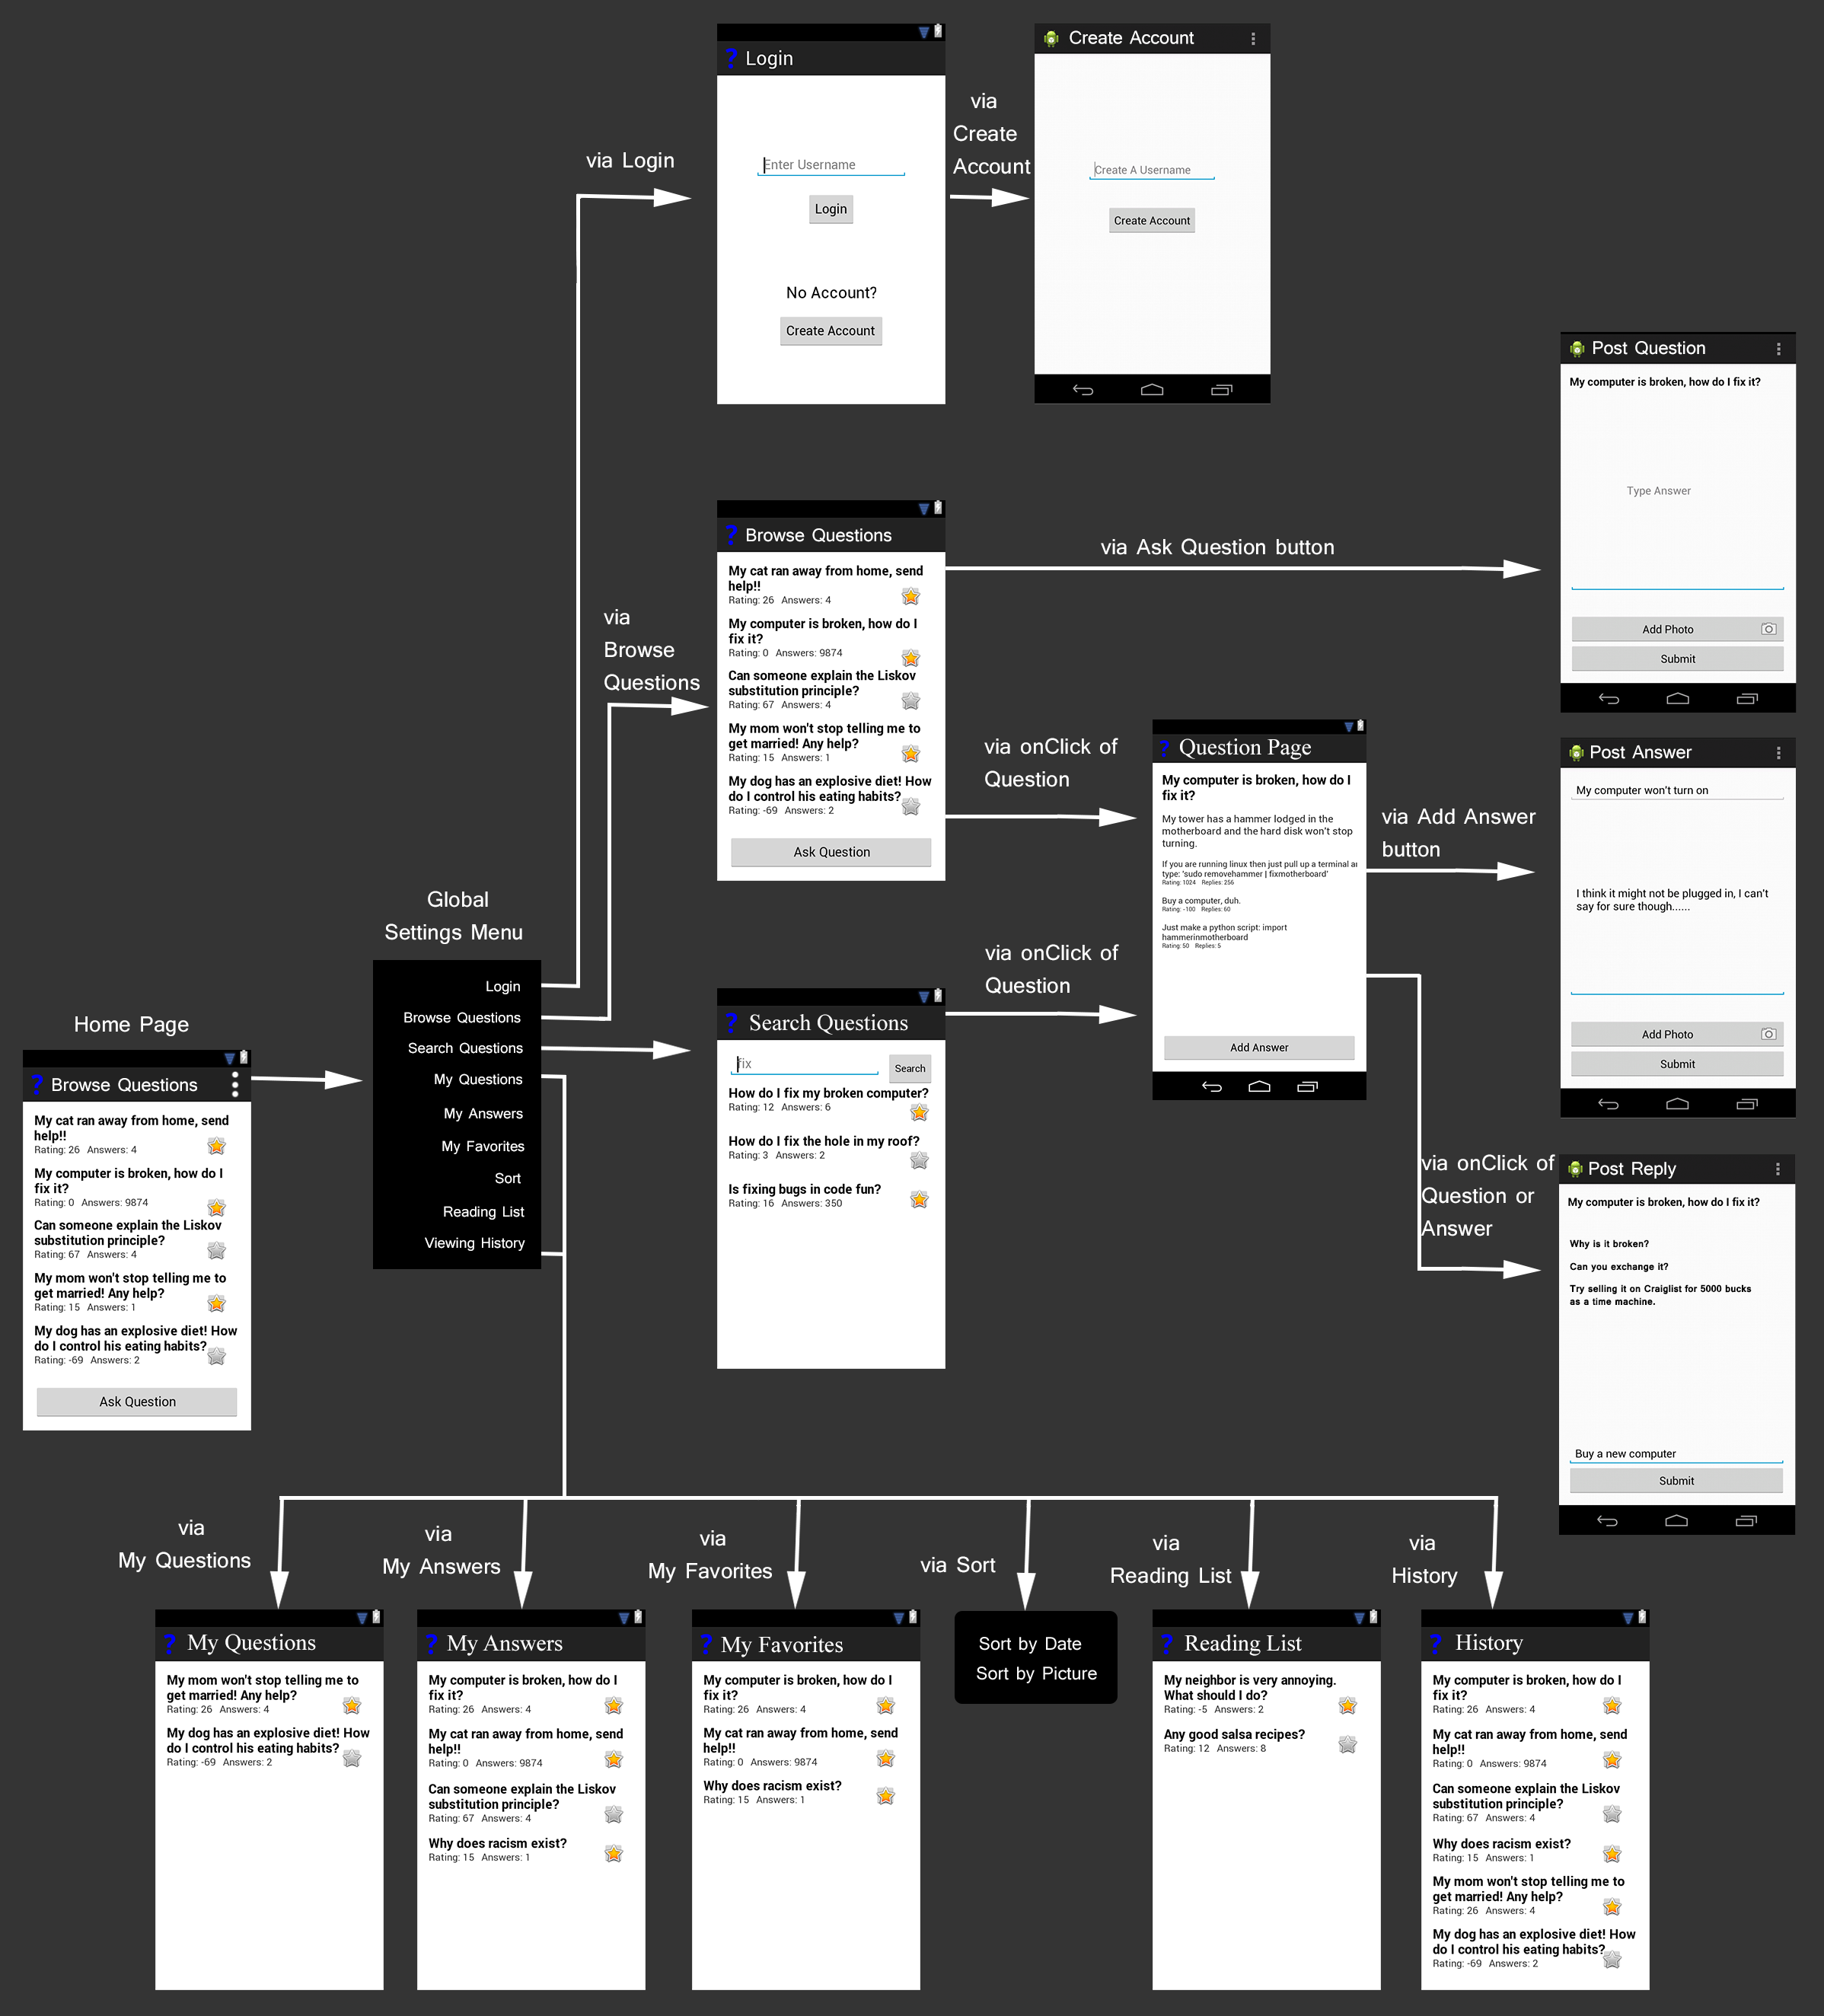 Login
Enter Username
Login
No Account?
Create Account
via Login
via
Create
Account
Create Account
Create A Username
Create Account
Post Question
My computer is broken, how do I fix it?
Type Answer
Add Photo
Submit
Browse Questions
My cat ran away from home, send
help!!
Rating: 26 Answers: 4
My computer is broken, how do I
fix it?
Rating: 0 Answers: 9874
Can someone explain the Liskov
substitution principle?
Rating: 67 Answers: 4
My mom won't stop telling me to
get married! Any help?
Rating: 15 Answers: 1
My dog has an explosive diet! How
do I control his eating habits?
Rating: -69 Answers: 2
Ask Question
via Ask Question button
via
Browse
Questions
via onClick of
Question
Question Page
My computer is broken, how do I
fix it?
My tower has a hammer lodged in the
motherboard and the hard disk won't stop
turning.
If you are running linux then just pull up a terminal an
type: 'sudo removehammer | fixmotherboard'
Rating: 1024 Replies: 256
Buy a computer, duh.
Rating: -100 Replies: 60
Just make a python script: import
hammerinmotherboard
Rating: 50 Replies: 5
Add Answer
via Add Answer
button
Post Answer
My computer won't turn on
I think it might not be plugged in, I can't
say for sure though......
Add Photo
Submit
Global
Settings Menu
Login
Browse Questions
Search Questions
My Questions
My Answers
My Favorites
Sort
Reading List
Viewing History
via onClick of
Question
Search Questions
fix
Search
How do I fix my broken computer?
Rating: 12 Answers: 6
How do I fix the hole in my roof?
Rating: 3 Answers: 2
Is fixing bugs in code fun?
Rating: 16 Answers: 350
Home Page
Browse Questions
My cat ran away from home, send
help!!
Rating: 26 Answers: 4
My computer is broken, how do I
fix it?
Rating: 0 Answers: 9874
Can someone explain the Liskov
substitution principle?
Rating: 67 Answers: 4
My mom won't stop telling me to
get married! Any help?
Rating: 15 Answers: 1
My dog has an explosive diet! How
do I control his eating habits?
Rating: -69 Answers: 2
Ask Question
via onClick of
Question or
Answer
Post Reply
My computer is broken, how do I fix it?
Why is it broken?
Can you exchange it?
Try selling it on Craiglist for 5000 bucks
as a time machine.
Buy a new computer
Submit
via
My Questions
via
My Answers
via
My Favorites
via Sort
via
Reading List
via
History
My Questions
My mom won't stop telling me to
get married! Any help?
Rating: 26 Answers: 4
My dog has an explosive diet! How
do I control his eating habits?
Rating: -69 Answers: 2
My Answers
My computer is broken, how do I
fix it?
Rating: 26 Answers: 4
My cat ran away from home, send
help!!
Rating: 0 Answers: 9874
Can someone explain the Liskov
substitution principle?
Rating: 67 Answers: 4
Why does racism exist?
Rating: 15 Answers: 1
My Favorites
My computer is broken, how do I
fix it?
Rating: 26 Answers: 4
My cat ran away from home, send
help!!
Rating: 0 Answers: 9874
Why does racism exist?
Rating: 15 Answers: 1
Sort by Date
Sort by Picture
Reading List
My neighbor is very annoying.
What should I do?
Rating: -5 Answers: 2
Any good salsa recipes?
Rating: 12 Answers: 8
History
My computer is broken, how do I
fix it?
Rating: 26 Answers: 4
My cat ran away from home, send
help!!
Rating: 0 Answers: 9874
Can someone explain the Liskov
substitution principle?
Rating: 67 Answers: 4
Why does racism exist?
Rating: 15 Answers: 1
My mom won't stop telling me to
get married! Any help?
Rating: 26 Answers: 4
My dog has an explosive diet! How
do I control his eating habits?
Rating: -69 Answers: 2